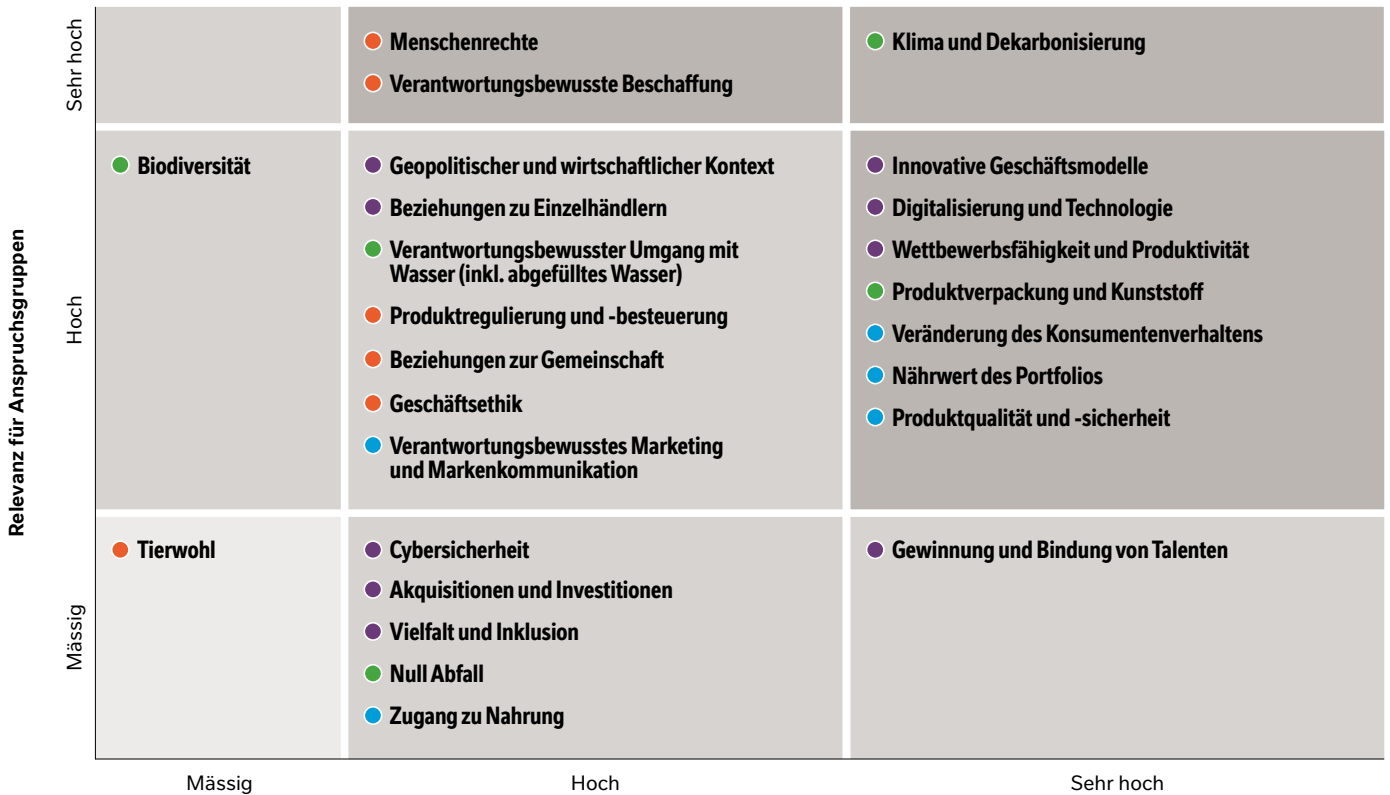 Relevanz für Anspruchsgruppen
Sehr hoch
Menschenrechte
Verantwortungsbewusste Beschaffung
Klima und Dekarbonisierung
Hoch
Biodiversität
Geopolitischer und wirtschaftlicher Kontext
Beziehungen zu Einzelhändlern
Verantwortungsbewusster Umgang mit
Wasser (inkl. abgefülltes Wasser)
Produktregulierung und -besteuerung
Beziehungen zur Gemeinschaft
Geschäftsethik
Verantwortungsbewusstes Marketing
und Markenkommunikation
Innovative Geschäftsmodelle
Digitalisierung und Technologie
Wettbewerbsfähigkeit und Produktivität
Produktverpackung und Kunststoff
Veränderung des Konsumentenverhaltens
Nährwert des Portfolios
Produktqualität und -sicherheit
Mässig
Tierwohl
Cybersicherheit
Akquisitionen und Investitionen
Vielfalt und Inklusion
Null Abfall
Zugang zu Nahrung
Gewinnung und Bindung von Talenten
Mässig
Hoch
Sehr hoch